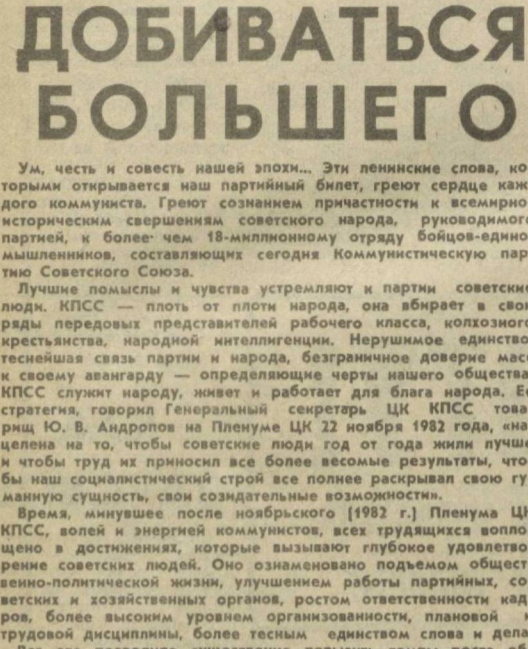 ДОБИВАТЬСЯ
БОЛЬШЕГО
Ум, честь и совесть нашей эпохи... Эти ленинские слова, ко
торыми открывается наш партийный билет, греют сердце каж
дого коммуниста. Греют сознанием причастности к всемирно
историческим свершениям советского народа, руководимого
партией, к более чем 18-миллионному отряду бойцов-едино
мышленников, составляющих сегодня Коммунистическую пар
тию Советского Союза.
Лучшие помыслы и чувства устремляют к партии советские
люди. КПСС — плоть от плоти народа, она вбирает в свои
ряды передовых представителей рабочего класса, колхозного
крестьянства, народной интеллигенции. Нерушимое единство,
теснейшая связь партии и народа, безграничное доверие масс
к своему авангарду — определяющие черты нашего общества.
КПСС служит народу, живет и работает для блага народа. Ее
стратегия, говорил Генеральный секретарь ЦК КПСС това
рищ Ю. В. Андропов на Пленуме ЦК 22 ноября 1982 года, «на
целена на то, чтобы советские люди год от года жили лучше
и чтобы труд их приносил все более весомые результаты, что
бы наш социалистический строй все полнее раскрывал свою гу
манную сущность, свои созидательные возможности».
Время, минувшее после ноябрьского (1982 г.) Пленума ЦК
КПСС, волей и энергией коммунистов, всех трудящихся вопло
щено в достижениях, которые вызывают глубокое удовлетво
рение советских людей. Оно ознаменовано подъемом общест
венно-политической жизни, улучшением работы партийных, со
ветских и хозяйственных органов, ростом ответственности кад
ров, более высоким уровнем организованности, плановой и
трудовой дисциплины, более тесным единством слова и дела